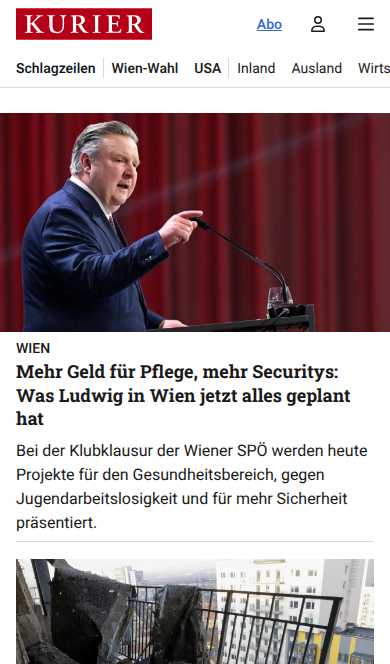 KURIER
Abo
Schlagzeilen Wien-Wahl USA Inland Ausland Wirts
WIEN
Mehr Geld für Pflege, mehr Securitys:
Was Ludwig in Wien jetzt alles geplant
hat
Bei der Klubklausur der Wiener SPÖ werden heute
Projekte für den Gesundheitsbereich, gegen
Jugendarbeitslosigkeit und für mehr Sicherheit
präsentiert.